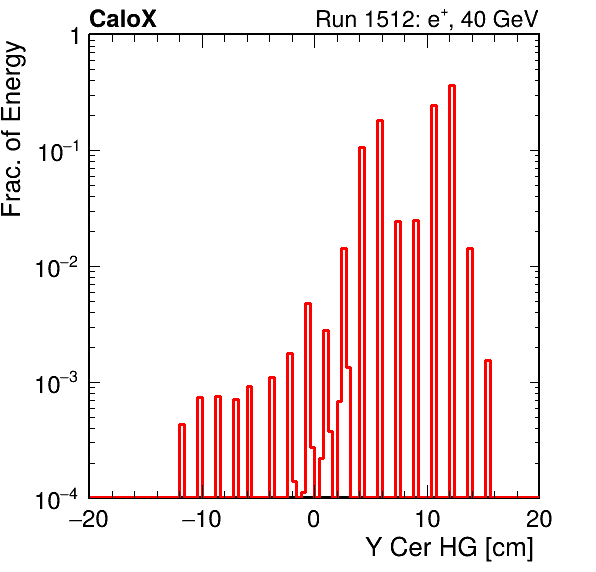 CaloX Run 1512: e⁺, 40 GeV
Frac. of Energy
1
10⁻¹
10⁻²
10⁻³
10⁻⁴
−20 −10 0 10 20
Y Cer HG [cm]